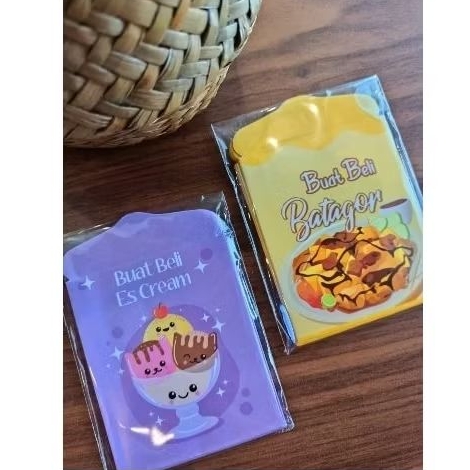 Buat Beli
Batagor
Buat Beli
Es Cream